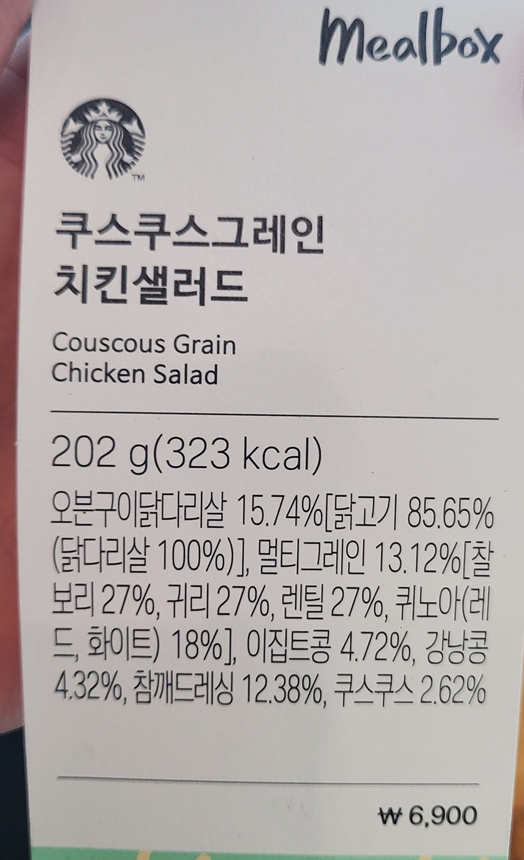 Mealbox
TM
쿠스쿠스그레인
치킨샐러드
Couscous Grain
Chicken Salad
202 g(323 kcal)
오븐구이닭다리살 15.74%[닭고기 85.65%
(닭다리살 100%)], 멀티그레인 13.12%[찰
보리 27%, 귀리 27%, 렌틸 27%, 퀴노아(레
드, 화이트) 18%], 이집트콩 4.72%, 강낭콩
4.32%, 참깨드레싱 12.38%, 쿠스쿠스 2.62%
₩ 6,900